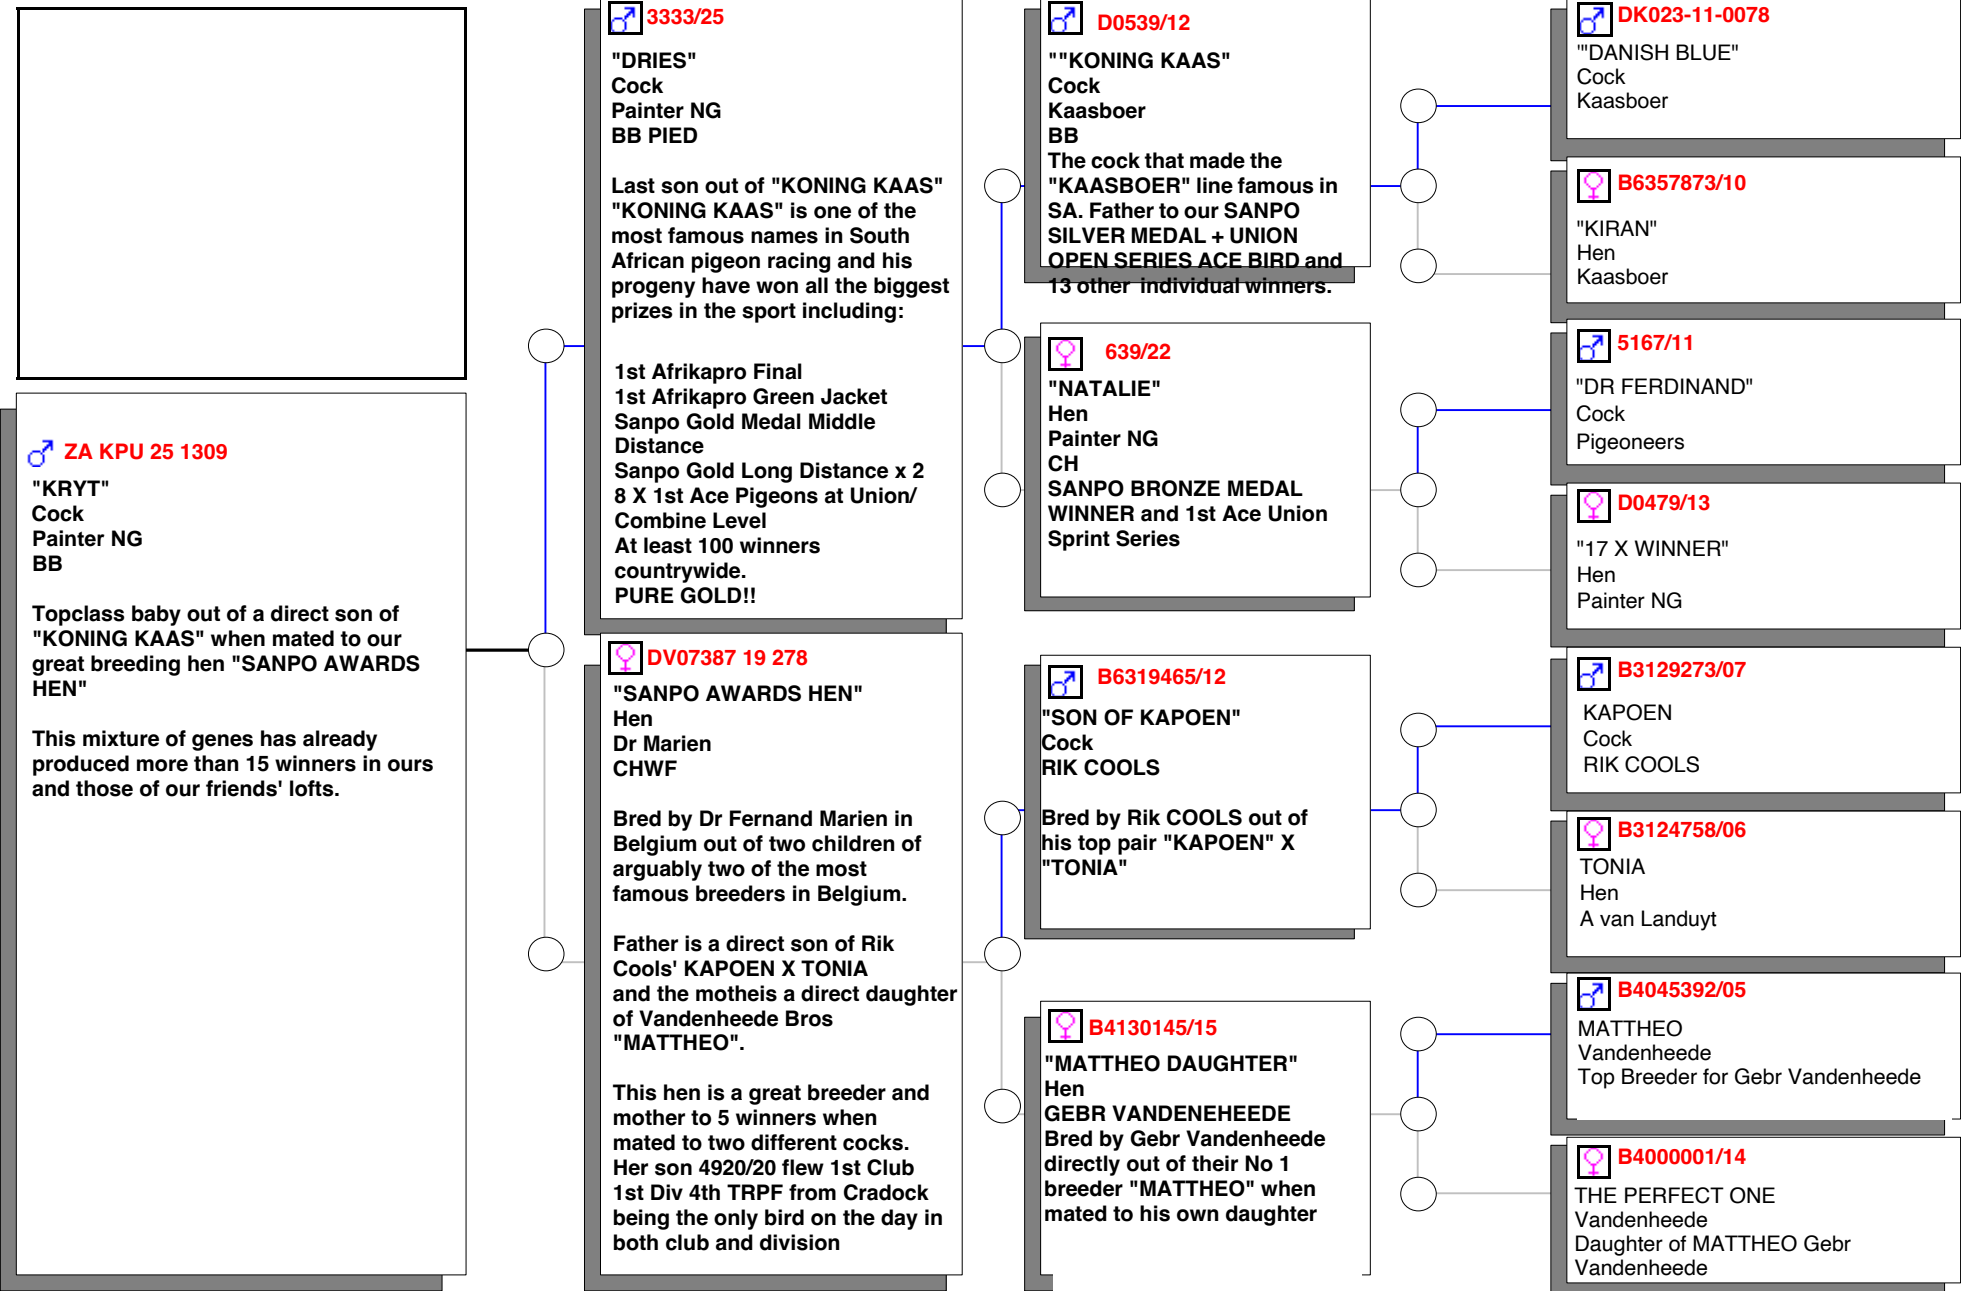 ZA KPU 25 1309
"KRYT"
Cock
Painter NG
BB
Topclass baby out of a direct son of
"KONING KAAS" when mated to our
great breeding hen "SANPO AWARDS
HEN"
This mixture of genes has already
produced more than 15 winners in ours
and those of our friends' lofts.
3333/25
"DRIES"
Cock
Painter NG
BB PIED
Last son out of "KONING KAAS"
"KONING KAAS" is one of the
most famous names in South
African pigeon racing and his
progeny have won all the biggest
prizes in the sport including:
1st Afrikapro Final
1st Afrikapro Green Jacket
Sanpo Gold Medal Middle
Distance
Sanpo Gold Long Distance x 2
8 X 1st Ace Pigeons at Union/
Combine Level
At least 100 winners
countrywide.
PURE GOLD!!
DV07387 19 278
"SANPO AWARDS HEN"
Hen
Dr Marien
CHWF
Bred by Dr Fernand Marien in
Belgium out of two children of
arguably two of the most
famous breeders in Belgium.
Father is a direct son of Rik
Cools' KAPOEN X TONIA
and the motheis a direct daughter
of Vandenheede Bros
"MATTHEO".
This hen is a great breeder and
mother to 5 winners when
mated to two different cocks.
Her son 4920/20 flew 1st Club
1st Div 4th TRPF from Cradock
being the only bird on the day in
both club and division
D0539/12
""KONING KAAS"
Cock
Kaasboer
BB
The cock that made the
"KAASBOER" line famous in
SA. Father to our SANPO
SILVER MEDAL + UNION
OPEN SERIES ACE BIRD and
13 other individual winners.
639/22
"NATALIE"
Hen
Painter NG
CH
SANPO BRONZE MEDAL
WINNER and 1st Ace Union
Sprint Series
B6319465/12
"SON OF KAPOEN"
Cock
RIK COOLS
Bred by Rik COOLS out of
his top pair "KAPOEN" X
"TONIA"
B4130145/15
"MATTHEO DAUGHTER"
Hen
GEBR VANDENEHEEDE
Bred by Gebr Vandenheede
directly out of their No 1
breeder "MATTHEO" when
mated to his own daughter
DK023-11-0078
"'DANISH BLUE"
Cock
Kaasboer
B6357873/10
"KIRAN"
Hen
Kaasboer
5167/11
"DR FERDINAND"
Cock
Pigeoneers
D0479/13
"17 X WINNER"
Hen
Painter NG
B3129273/07
KAPOEN
Cock
RIK COOLS
B3124758/06
TONIA
Hen
A van Landuyt
B4045392/05
MATTHEO
Vandenheede
Top Breeder for Gebr Vandenheede
B4000001/14
THE PERFECT ONE
Vandenheede
Daughter of MATTHEO Gebr
Vandenheede